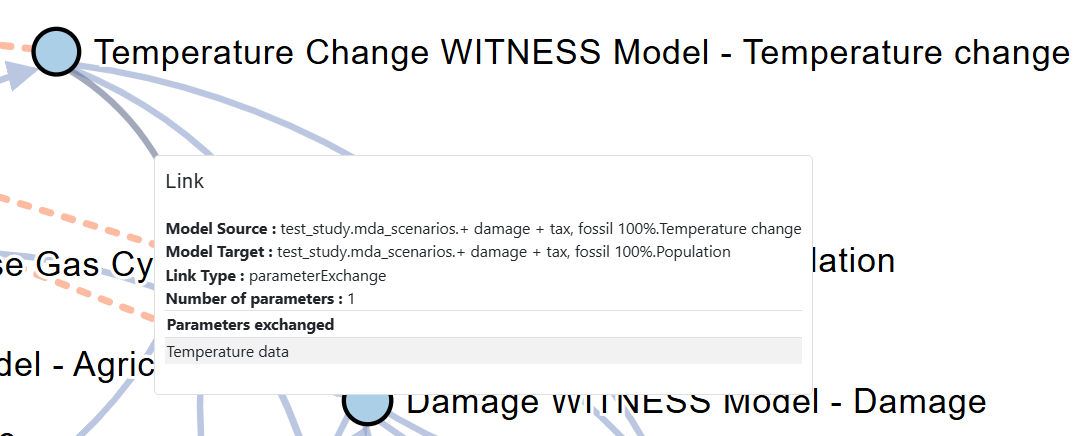 Temperature Change WITNESS Model - Temperature change
Link
Model Source : test_study.mda_scenarios.+ damage + tax, fossil 100%.Temperature change
Model Target : test_study.mda_scenarios.+ damage + tax, fossil 100%.Population
Link Type : parameterExchange
Number of parameters : 1
Parameters exchanged
Temperature data
se Gas Cy
lation
del - Agric
Damage WITNESS Model - Damage